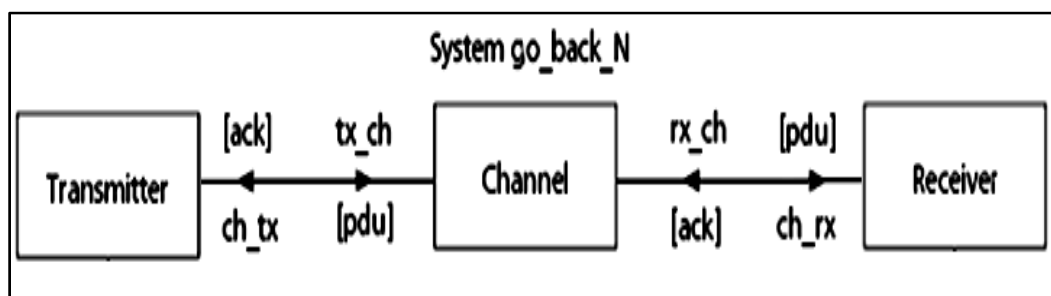 System go_back_N
[ack] tx_ch rx_ch [pdu]
Transmitter Channel Receiver
ch_tx [pdu] [ack] ch_rx